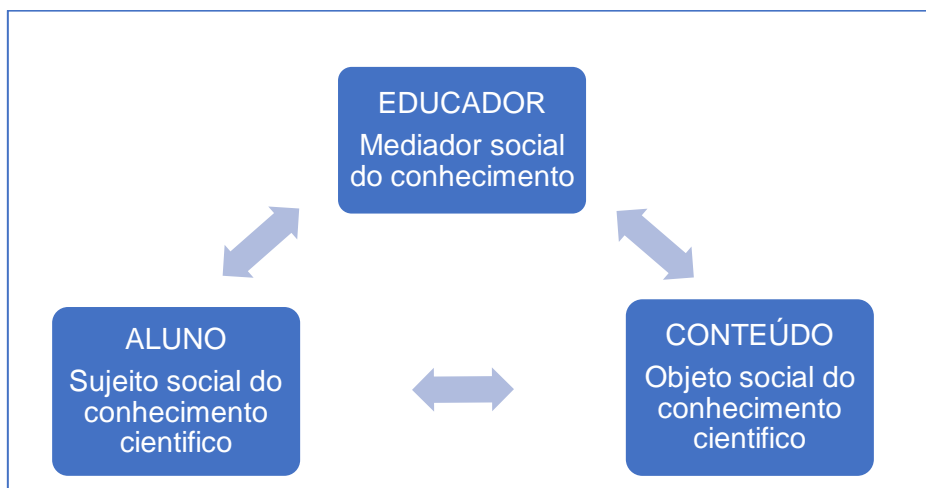 EDUCADOR
Mediador social
do conhecimento
ALUNO
Sujeito social do
conhecimento
cientifico
CONTEÚDO
Objeto social do
conhecimento
cientifico